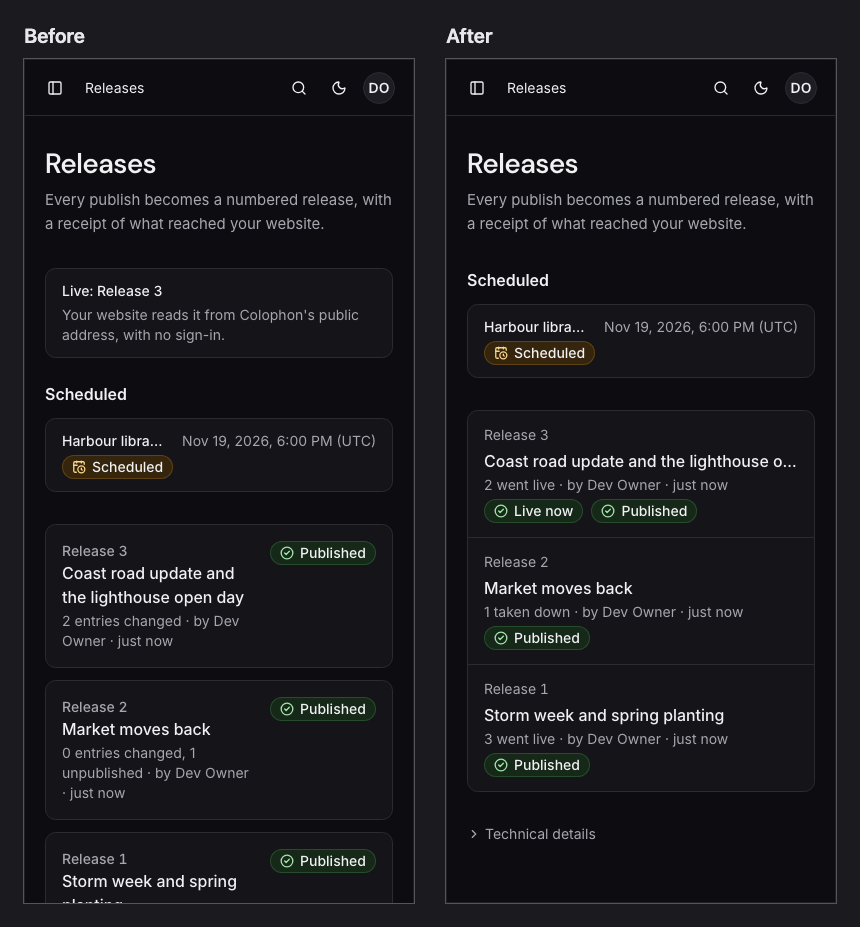 Before
Releases
DO
Releases
Every publish becomes a numbered release, with
a receipt of what reached your website.
Live: Release 3
Your website reads it from Colophon's public
address, with no sign-in.
Scheduled
Harbour libra... Nov 19, 2026, 6:00 PM (UTC)
Scheduled
Release 3
Published
Coast road update and
the lighthouse open day
2 entries changed · by Dev
Owner · just now
Release 2
Published
Market moves back
0 entries changed, 1
unpublished · by Dev Owner
· just now
Release 1
Published
Storm week and spring
planting
After
Releases
DO
Releases
Every publish becomes a numbered release, with
a receipt of what reached your website.
Scheduled
Harbour libra... Nov 19, 2026, 6:00 PM (UTC)
Scheduled
Release 3
Coast road update and the lighthouse o...
2 went live · by Dev Owner · just now
Live now Published
Release 2
Market moves back
1 taken down · by Dev Owner · just now
Published
Release 1
Storm week and spring planting
3 went live · by Dev Owner · just now
Published
Technical details